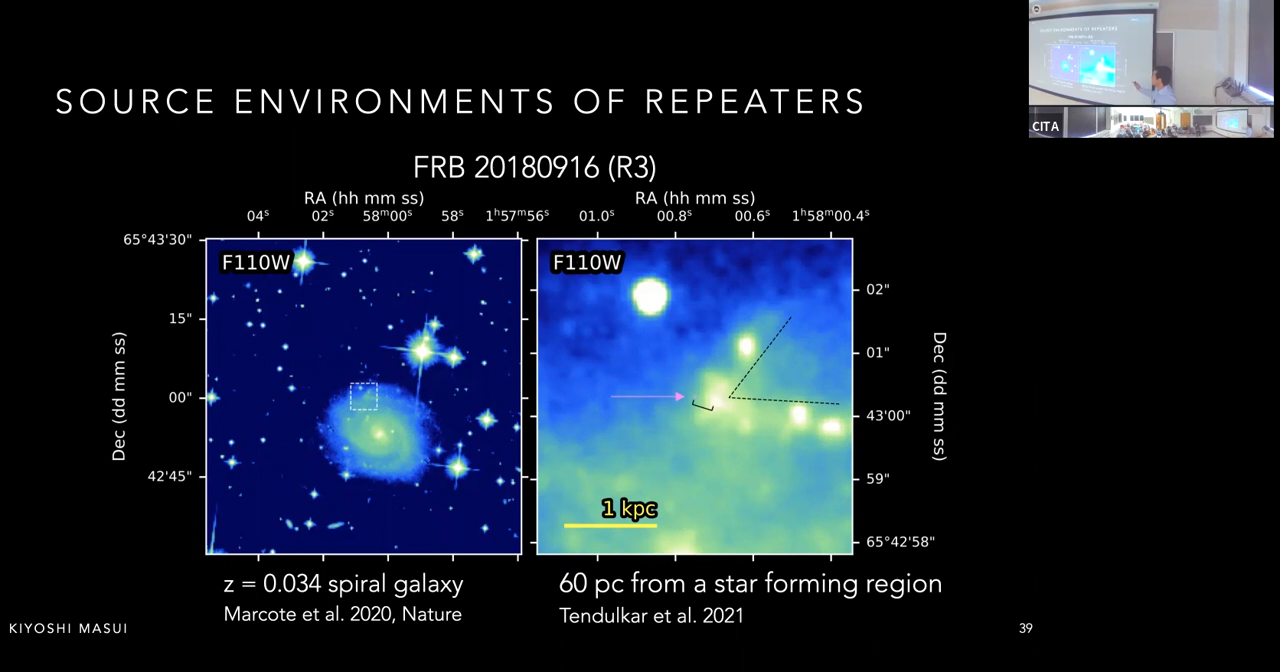 SOURCE ENVIRONMENTS OF REPEATERS
FRB 20180916 (R3)
RA (hh mm ss)
RA (hh mm ss)
04ˢ 02ˢ 58ᵐ00ˢ 58ˢ 1ʰ57ᵐ56ˢ
01.0ˢ 00.8ˢ 00.6ˢ 1ʰ58ᵐ00.4ˢ
65°43'30"
15"
00"
42'45"
Dec (dd mm ss)
F110W
F110W
1 kpc
02"
01"
43'00"
59"
65°42'58"
Dec (dd mm ss)
z = 0.034 spiral galaxy
Marcote et al. 2020, Nature
60 pc from a star forming region
Tendulkar et al. 2021
KIYOSHI MASUI
39
SOURCE ENVIRONMENTS OF REPEATERS
CITA